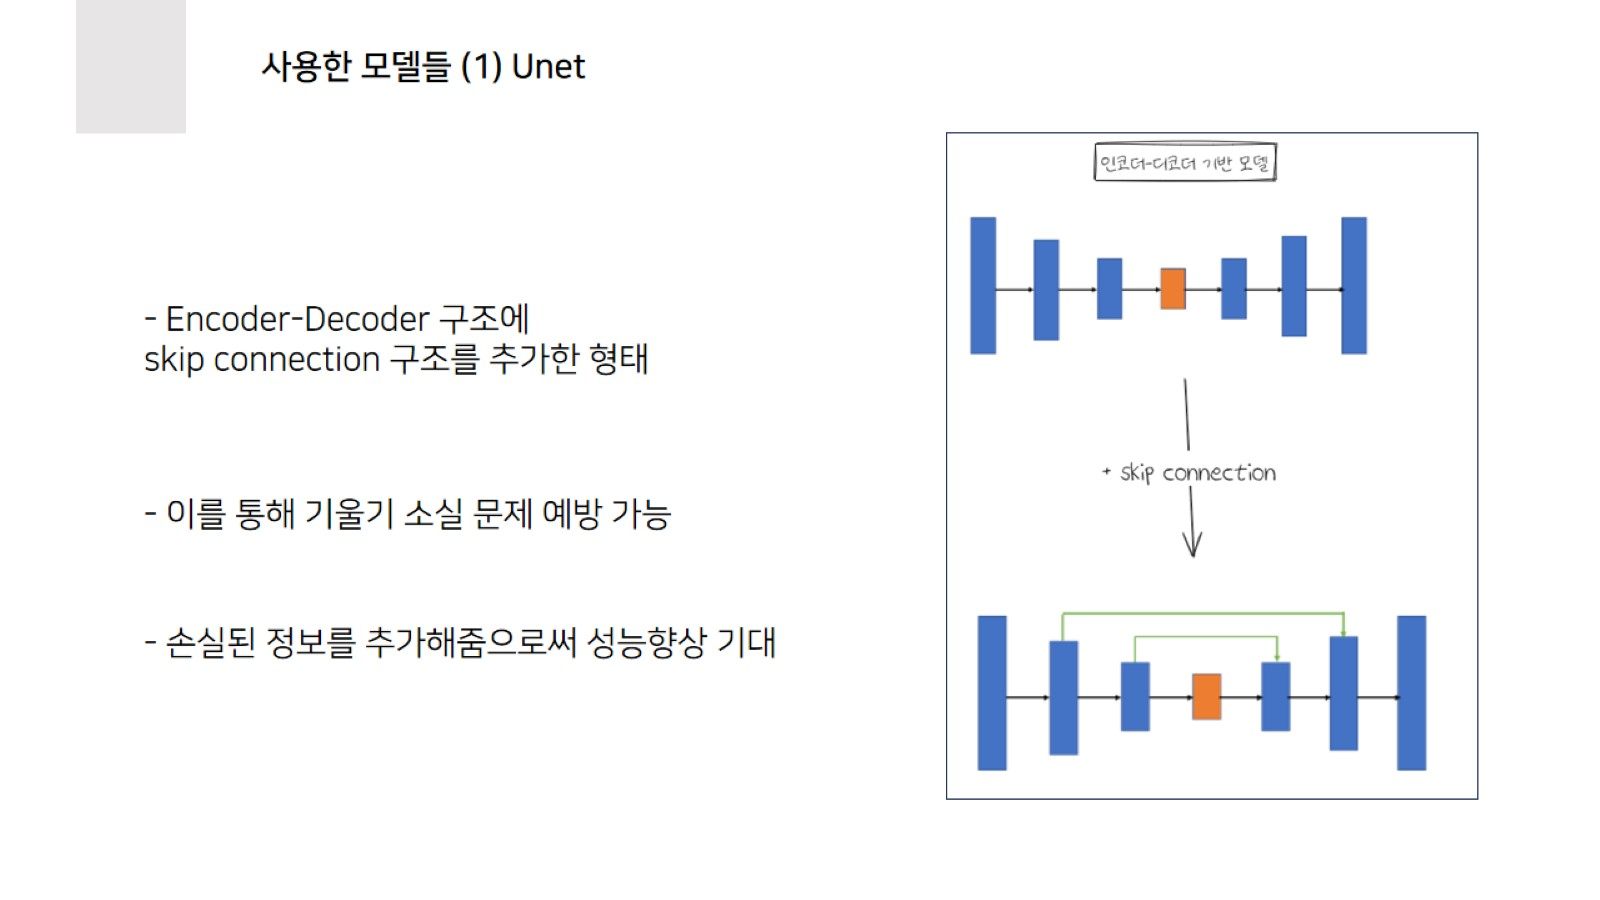 사용한 모델들 (1) Unet
- Encoder-Decoder 구조에
skip connection 구조를 추가한 형태
- 이를 통해 기울기 소실 문제 예방 가능
- 손실된 정보를 추가해줌으로써 성능향상 기대
인코더-디코더 기반 모델
+ skip connection